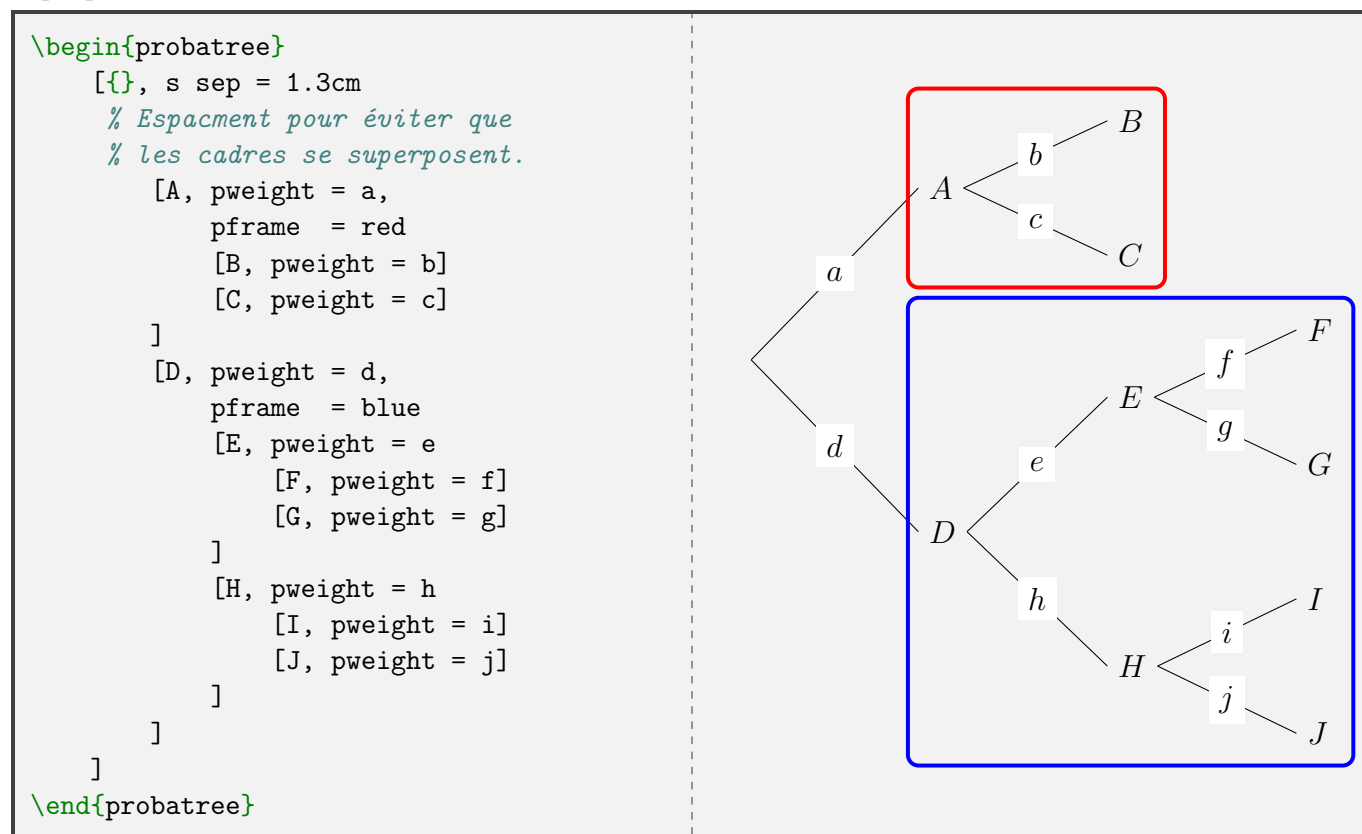 \begin{probatree}
[{}, s sep = 1.3cm
% Espacment pour éviter que
% les cadres se superposent.
[A, pweight = a,
pframe  = red
[B, pweight = b]
[C, pweight = c]
]
[D, pweight = d,
pframe  = blue
[E, pweight = e
[F, pweight = f]
[G, pweight = g]
]
[H, pweight = h
[I, pweight = i]
[J, pweight = j]
]
]
]
\end{probatree}
B
b
A
c
C
a
F
f
E
g
G
d
e
D
h
I
i
H
j
J